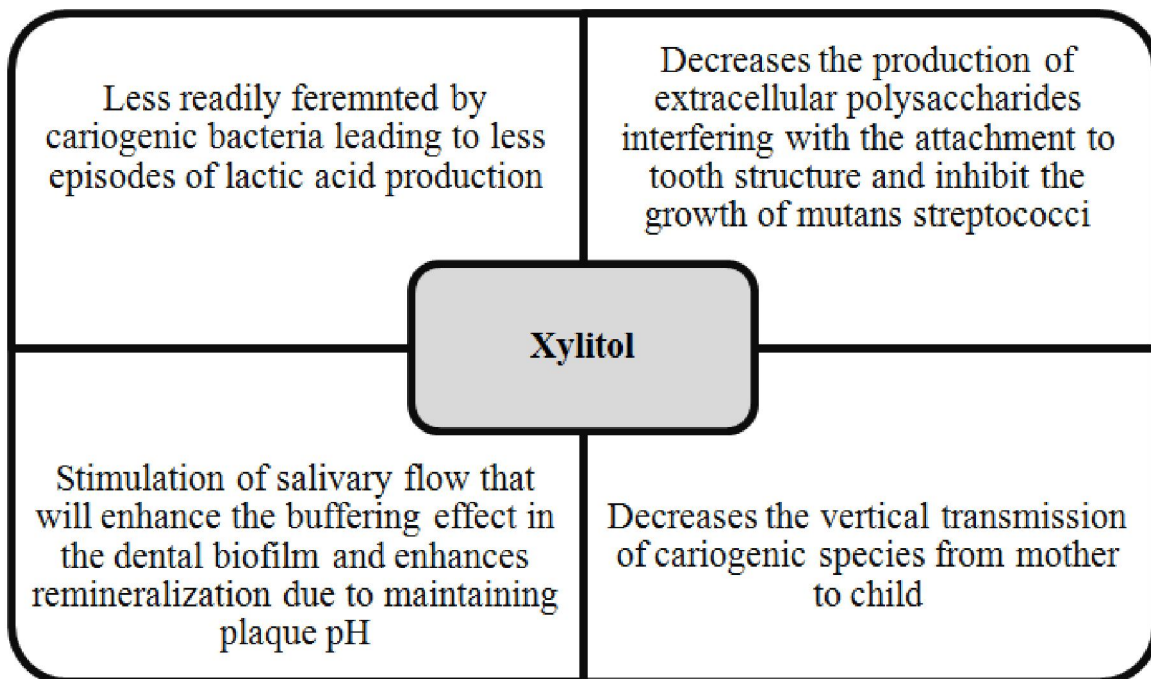 Less readily feremnted by
cariogenic bacteria leading to less
episodes of lactic acid production
Decreases the production of
extracellular polysaccharides
interfering with the attachment to
tooth structure and inhibit the
growth of mutans streptococci
Xylitol
Stimulation of salivary flow that
will enhance the buffering effect in
the dental biofilm and enhances
remineralization due to maintaining
plaque pH
Decreases the vertical transmission
of cariogenic species from mother
to child